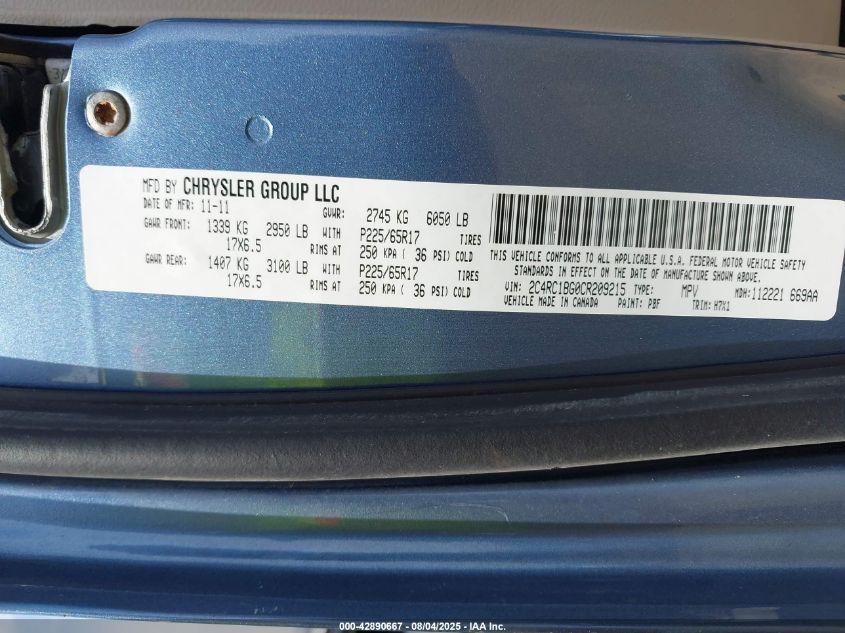 MFD BY CHRYSLER GROUP LLC
DATE OF MFR: 11-11 GVWR: 2745 KG 6050 LB
GAWR FRONT: 1339 KG 2950 LB WITH P225/65R17 TIRES
17X6.5 RIMS AT 250 KPA ( 36 PSI) COLD
GAWR REAR: 1407 KG 3100 LB WITH P225/65R17 TIRES
17X6.5 RIMS AT 250 KPA ( 36 PSI) COLD
THIS VEHICLE CONFORMS TO ALL APPLICABLE U.S.A. FEDERAL MOTOR VEHICLE SAFETY
STANDARDS IN EFFECT ON THE DATE OF MANUFACTURE SHOWN ABOVE.
VIN: 2C4RC1BG0CR209215 TYPE: MPV MDH: 112221 669AA
VEHICLE MADE IN CANADA PAINT: PBF TRIM: H7X1
000-42890667 - 08/04/2025 - IAA Inc.